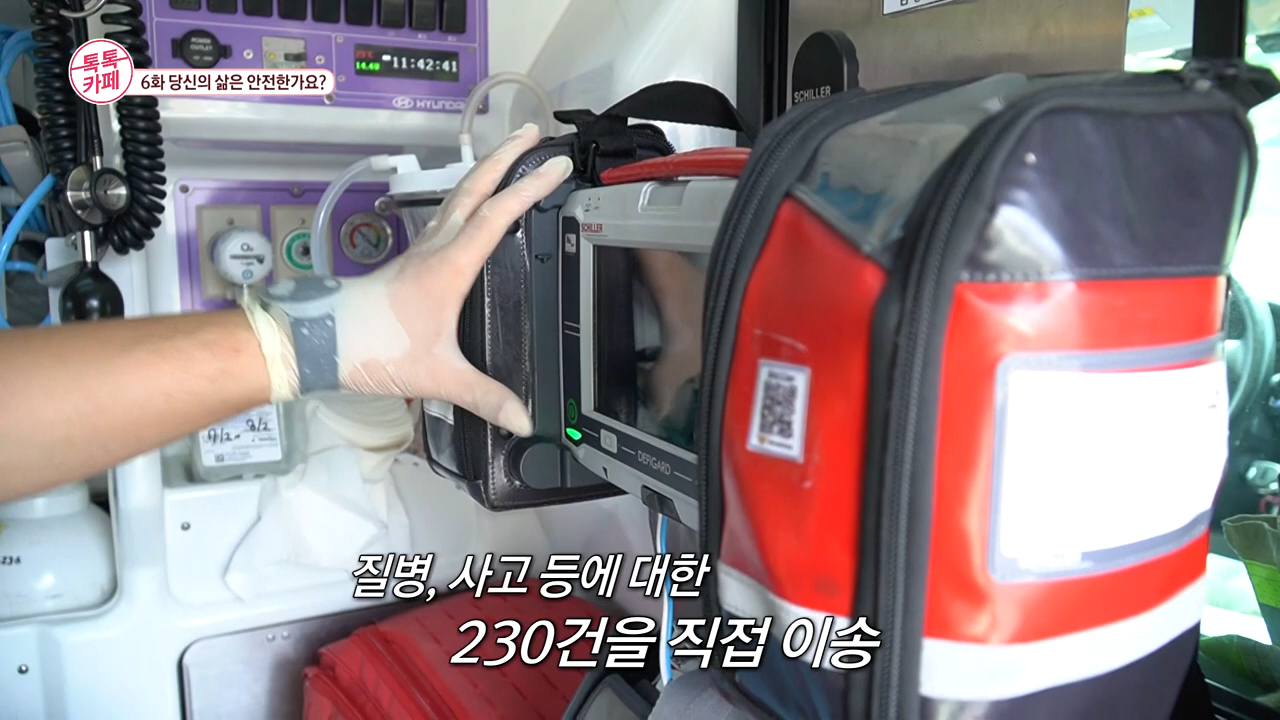 톡톡
카페
6화 당신의 삶은 안전한가요?
POWER
OUTLET
11:42:41
HYUNDAI
SCHILLER
O₂
SCHILLER
DEFIGARD
질병, 사고 등에 대한
230건을 직접 이송